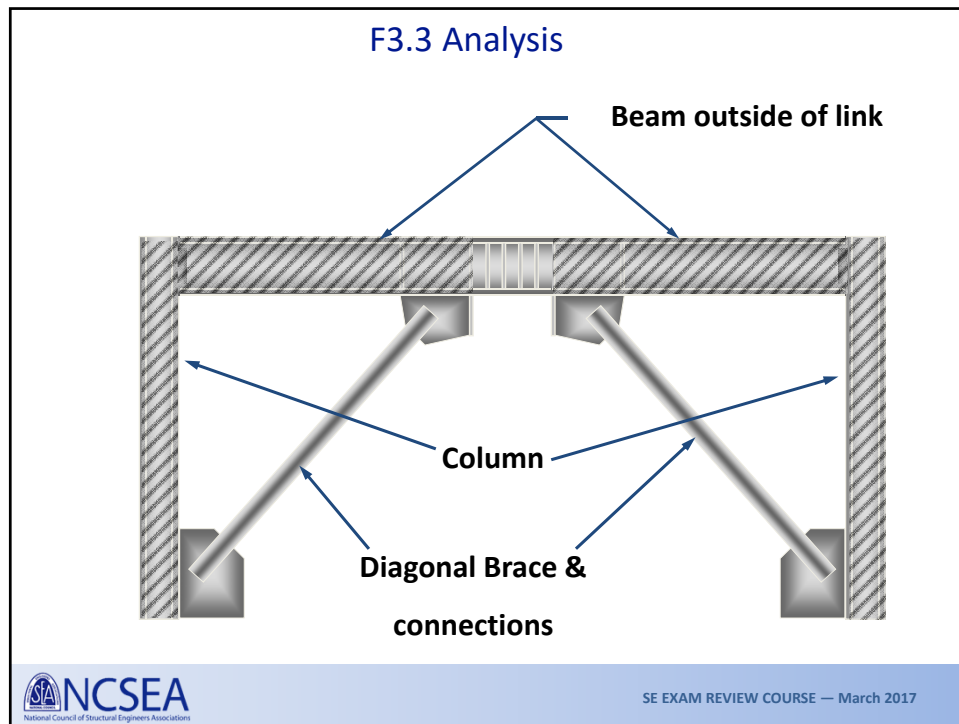 F3.3 Analysis
Beam outside of link
Column
Diagonal Brace &
connections
NCSEA
National Council of Structural Engineers Associations
SE EXAM REVIEW COURSE — March 2017